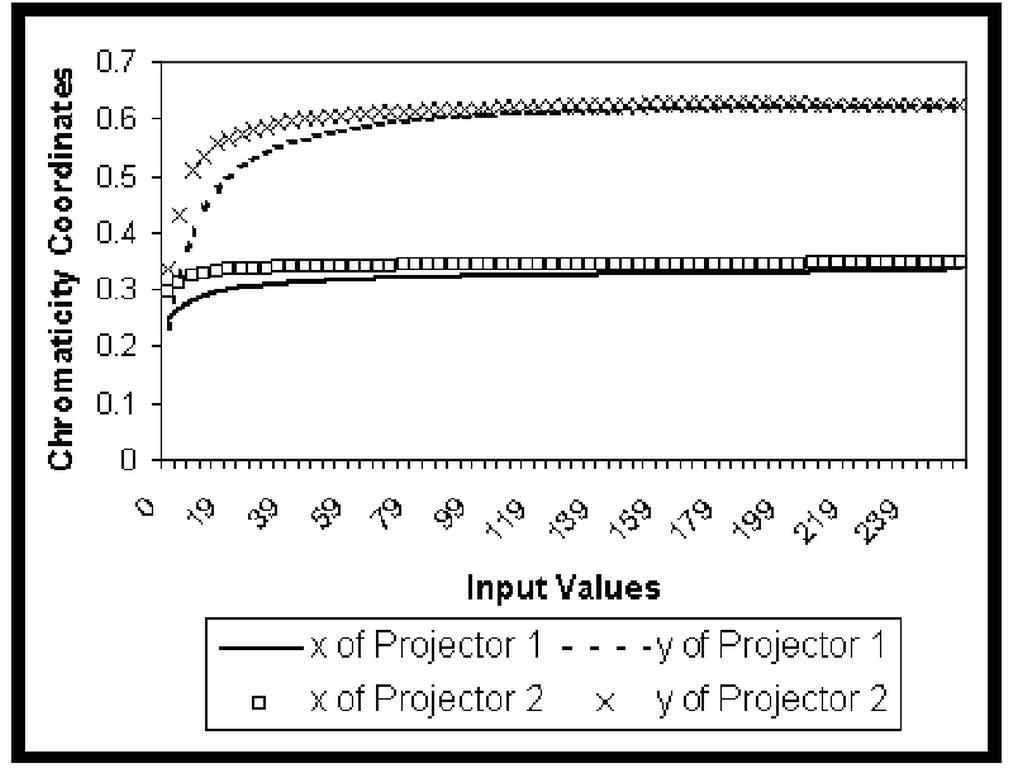 Chromaticity Coordinates
0.7
0.6
0.5
0.4
0.3
0.2
0.1
0
0 19 39 59 79 99 119 139 159 179 199 219 239
Input Values
x of Projector 1 y of Projector 1
x of Projector 2 y of Projector 2